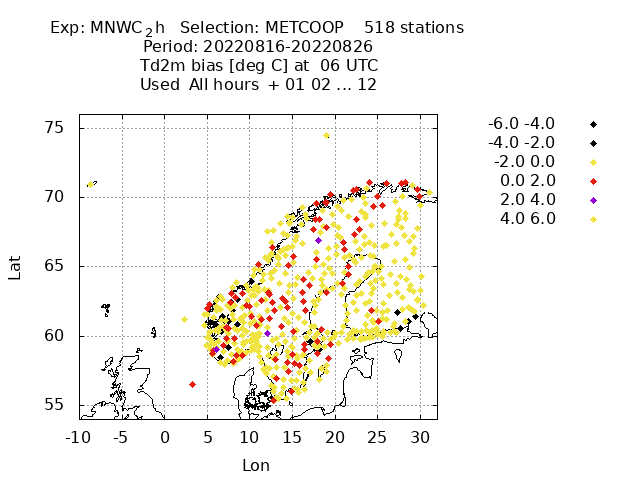 Exp: MNWC2h Selection: METCOOP 518 stations
Period: 20220816-20220826
Td2m bias [deg C] at 06 UTC
Used All hours + 01 02 ... 12
-6.0 -4.0
-4.0 -2.0
-2.0 0.0
0.0 2.0
2.0 4.0
4.0 6.0
75
70
65
60
55
Lat
-10 -5 0 5 10 15 20 25 30
Lon